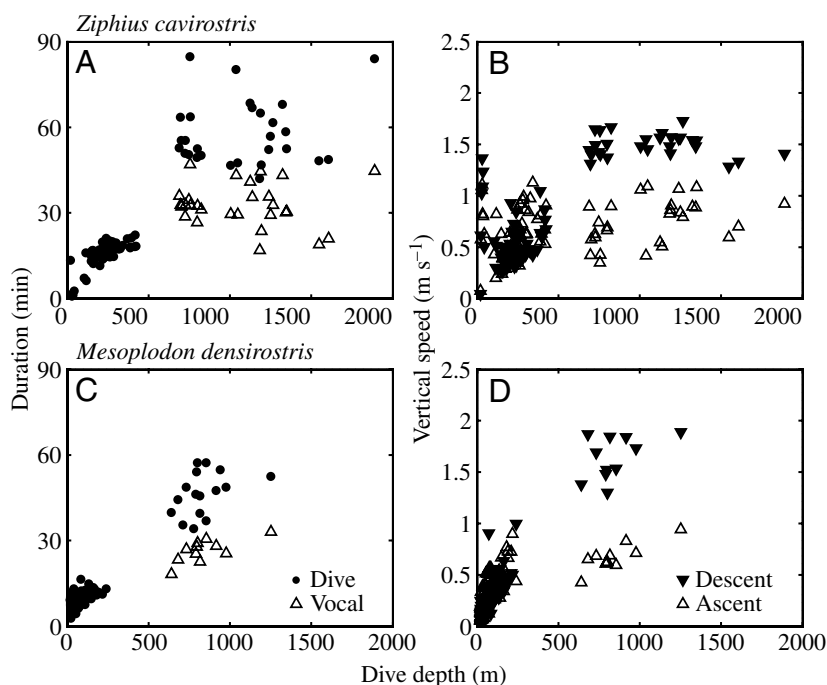 Ziphius cavirostris
A
90
60
30
0
0 500 1000 1500 2000
B
2.5
2
1.5
1
0.5
0
0 500 1000 1500 2000
Duration (min)
Vertical speed (m s⁻¹)
Mesoplodon densirostris
C
90
60
30
0
0 500 1000 1500 2000
Dive
Vocal
D
2.5
2
1.5
1
0.5
0
0 500 1000 1500 2000
Descent
Ascent
Dive depth (m)